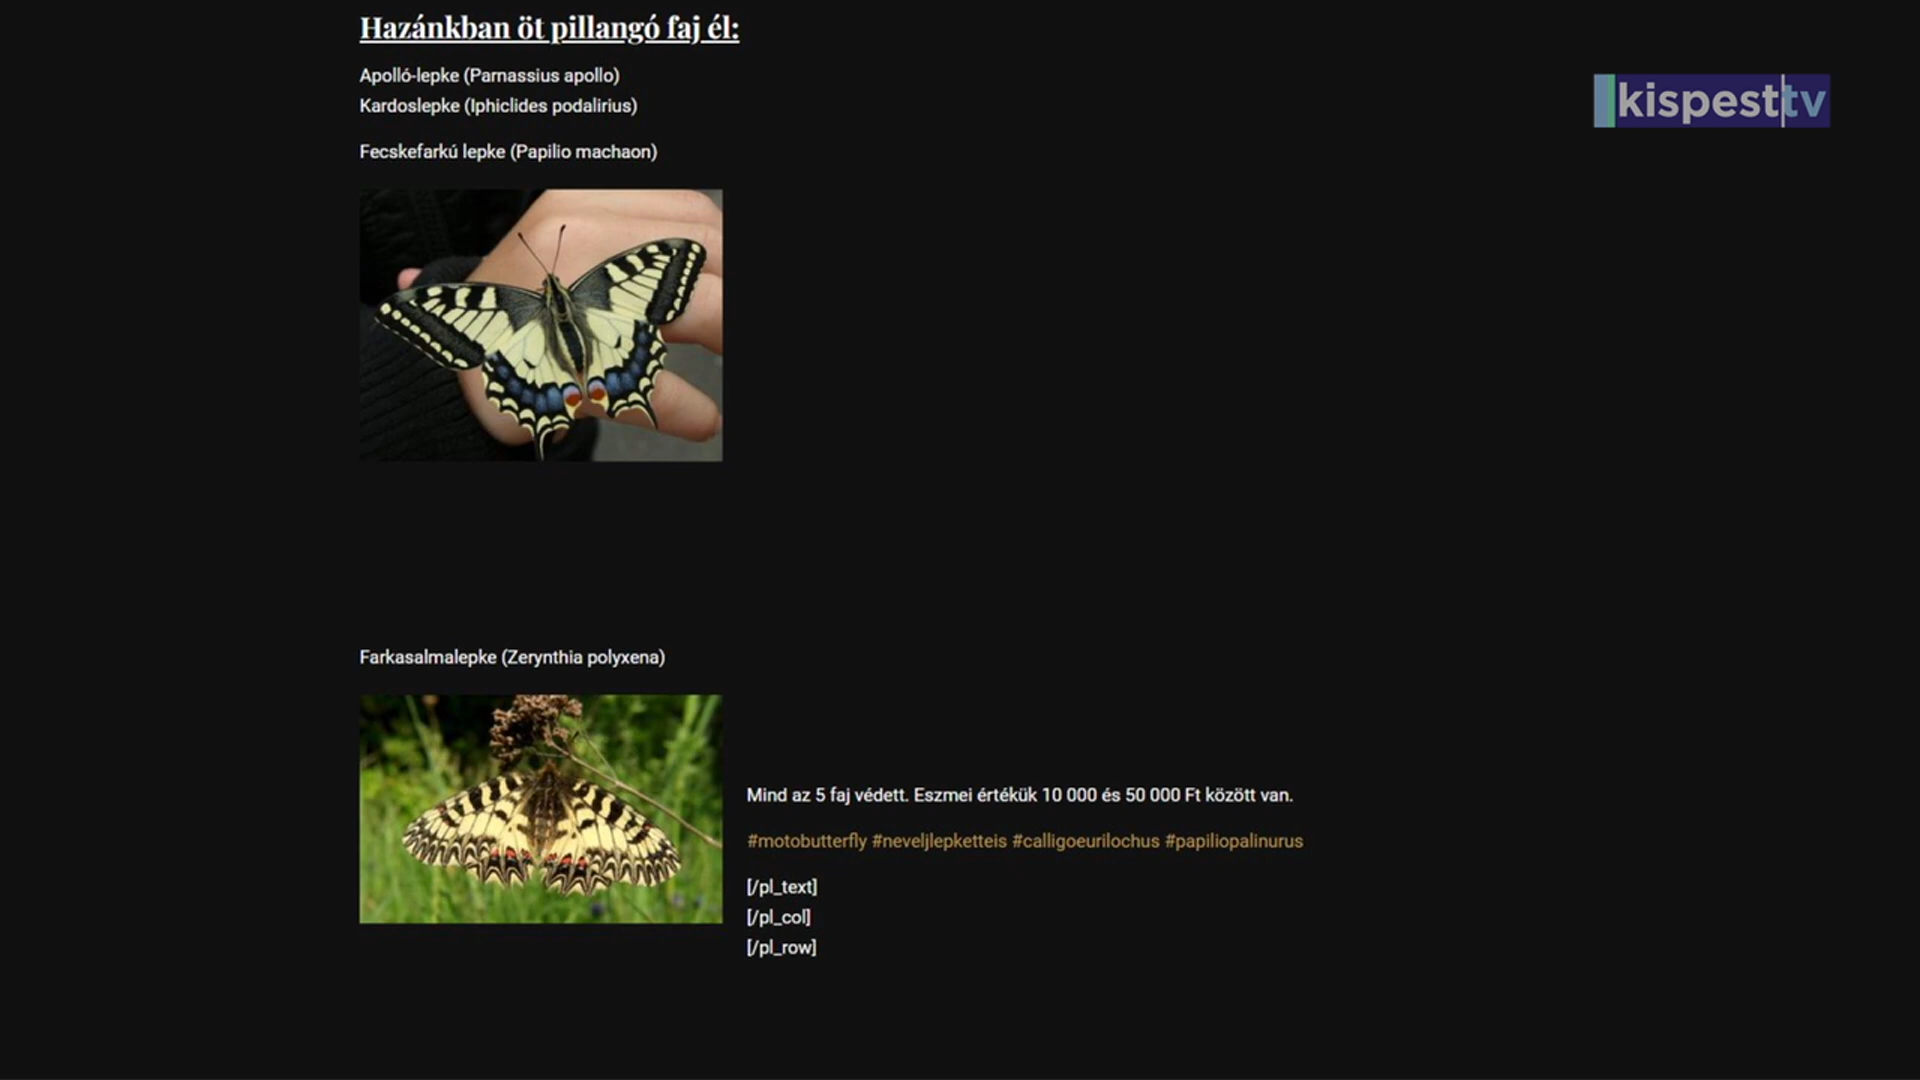 Hazánkban öt pillangó faj él:
Apolló-lepke (Parnassius apollo)
Kardoslepke (Iphiclides podalirius)
kispest tv
Fecskefarkú lepke (Papilio machaon)
Farkasalmalepke (Zerynthia polyxena)
Mind az 5 faj védett. Eszmei értékük 10 000 és 50 000 Ft között van.
#motobutterfly #neveljlepketteis #calligoeurilochus #papiliopalinurus
[/pl_text]
[/pl_col]
[/pl_row]